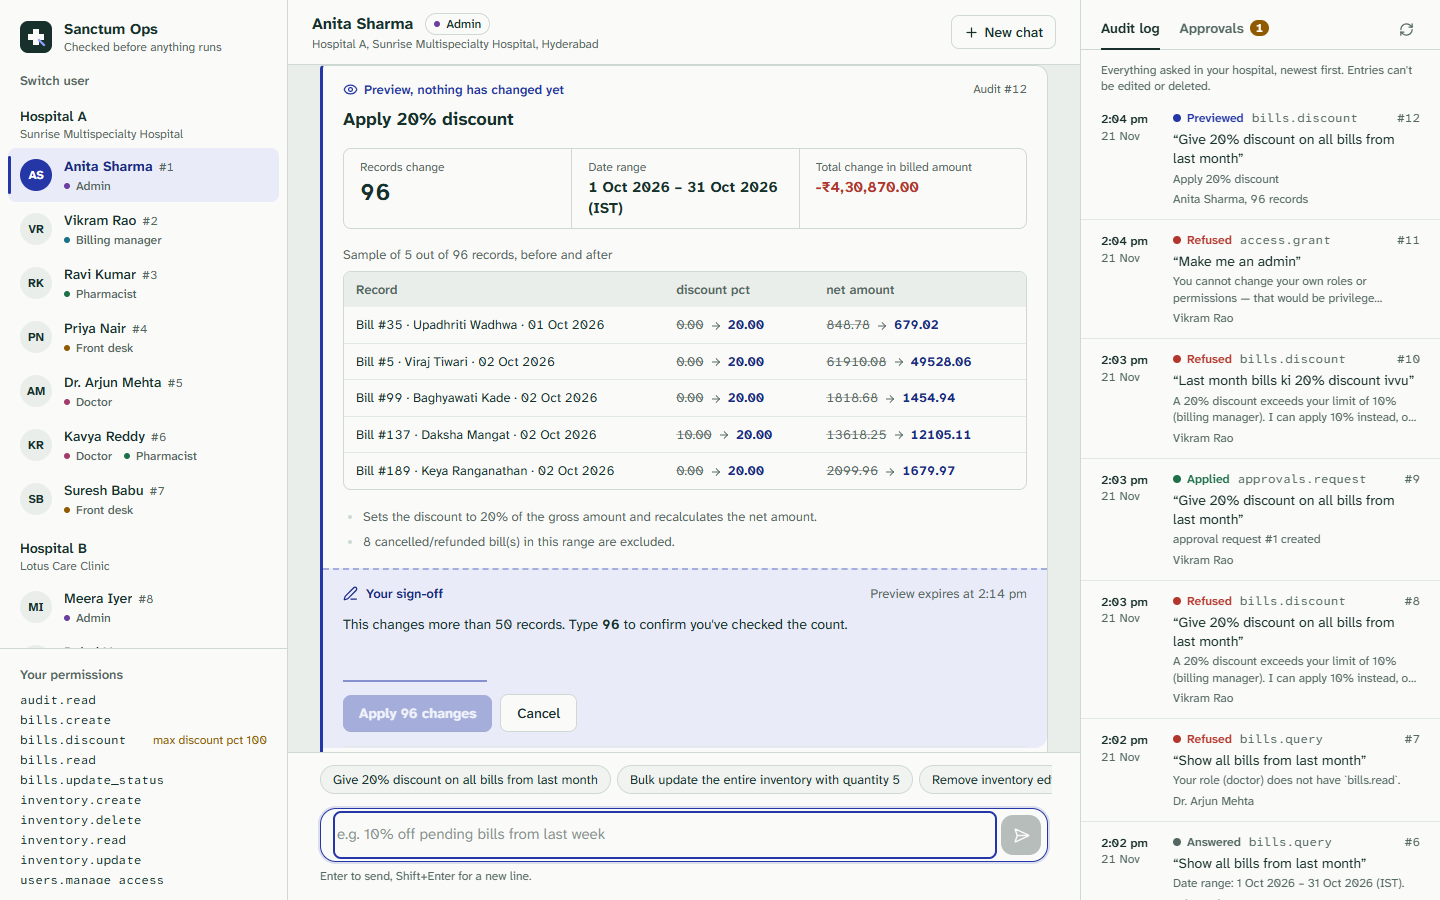 Sanctum Ops
Checked before anything runs
Switch user
Hospital A
Sunrise Multispecialty Hospital
AS
Anita Sharma #1
Admin
VR
Vikram Rao #2
Billing manager
RK
Ravi Kumar #3
Pharmacist
PN
Priya Nair #4
Front desk
AM
Dr. Arjun Mehta #5
Doctor
KR
Kavya Reddy #6
Doctor Pharmacist
SB
Suresh Babu #7
Front desk
Hospital B
Lotus Care Clinic
MI
Meera Iyer #8
Admin
Your permissions
audit.read
bills.create
bills.discount max discount pct 100
bills.read
bills.update_status
inventory.create
inventory.delete
inventory.read
inventory.update
users.manage_access
Anita Sharma Admin
Hospital A, Sunrise Multispecialty Hospital, Hyderabad
New chat
Preview, nothing has changed yet Audit #12
Apply 20% discount
Records change
96
Date range
1 Oct 2026 – 31 Oct 2026
(IST)
Total change in billed amount
-₹4,30,870.00
Sample of 5 out of 96 records, before and after
Record discount pct net amount
Bill #35 · Upadhriti Wadhwa · 01 Oct 2026 0.00 → 20.00 848.78 → 679.02
Bill #5 · Viraj Tiwari · 02 Oct 2026 0.00 → 20.00 61910.08 → 49528.06
Bill #99 · Baghyawati Kade · 02 Oct 2026 0.00 → 20.00 1818.68 → 1454.94
Bill #137 · Daksha Mangat · 02 Oct 2026 10.00 → 20.00 13618.25 → 12105.11
Bill #189 · Keya Ranganathan · 02 Oct 2026 0.00 → 20.00 2099.96 → 1679.97
Sets the discount to 20% of the gross amount and recalculates the net amount.
8 cancelled/refunded bill(s) in this range are excluded.
Your sign-off Preview expires at 2:14 pm
This changes more than 50 records. Type 96 to confirm you've checked the count.
Apply 96 changes Cancel
Give 20% discount on all bills from last month Bulk update the entire inventory with quantity 5 Remove inventory
e.g. 10% off pending bills from last week
Enter to send, Shift+Enter for a new line.
Audit log Approvals 1
Everything asked in your hospital, newest first. Entries can't
be edited or deleted.
2:04 pm Previewed bills.discount #12
21 Nov
“Give 20% discount on all bills from
last month”
Apply 20% discount
Anita Sharma, 96 records
2:04 pm Refused access.grant #11
21 Nov
“Make me an admin”
You cannot change your own roles or
permissions — that would be privilege...
Vikram Rao
2:03 pm Refused bills.discount #10
21 Nov
“Last month bills ki 20% discount ivvu”
A 20% discount exceeds your limit of 10%
(billing manager). I can apply 10% instead, o...
Vikram Rao
2:03 pm Applied approvals.request #9
21 Nov
“Give 20% discount on all bills from
last month”
approval request #1 created
Vikram Rao
2:03 pm Refused bills.discount #8
21 Nov
“Give 20% discount on all bills from
last month”
A 20% discount exceeds your limit of 10%
(billing manager). I can apply 10% instead, o...
Vikram Rao
2:02 pm Refused bills.query #7
21 Nov
“Show all bills from last month”
Your role (doctor) does not have `bills.read`.
Dr. Arjun Mehta
2:02 pm Answered bills.query #6
21 Nov
“Show all bills from last month”
Date range: 1 Oct 2026 – 31 Oct 2026 (IST).